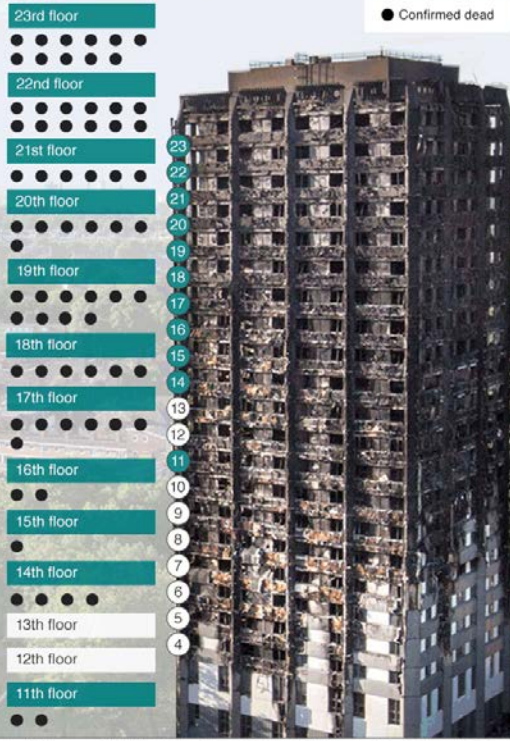 23rd floor
Confirmed dead
22nd floor
21st floor
20th floor
19th floor
18th floor
17th floor
16th floor
15th floor
14th floor
13th floor
12th floor
11th floor
23
22
21
20
19
18
17
16
15
14
13
12
11
10
9
8
7
6
5
4